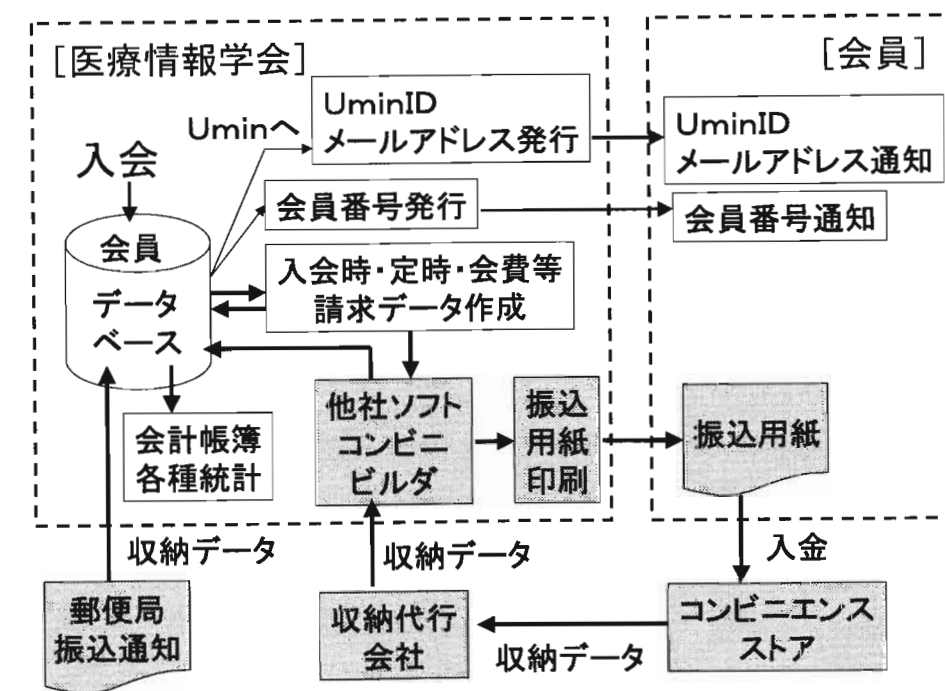 [医療情報学会]
[会員]
UminID
メールアドレス発行
Uminへ
UminID
メールアドレス通知
入会
会員番号発行
会員番号通知
会員
データ
ベース
入会時・定時・会費等
請求データ作成
他社ソフト
コンビニ
ビルダ
振込
用紙
印刷
振込用紙
会計帳簿
各種統計
収納データ
収納データ
入金
郵便局
振込通知
収納代行
会社
収納データ
コンビニエンス
ストア